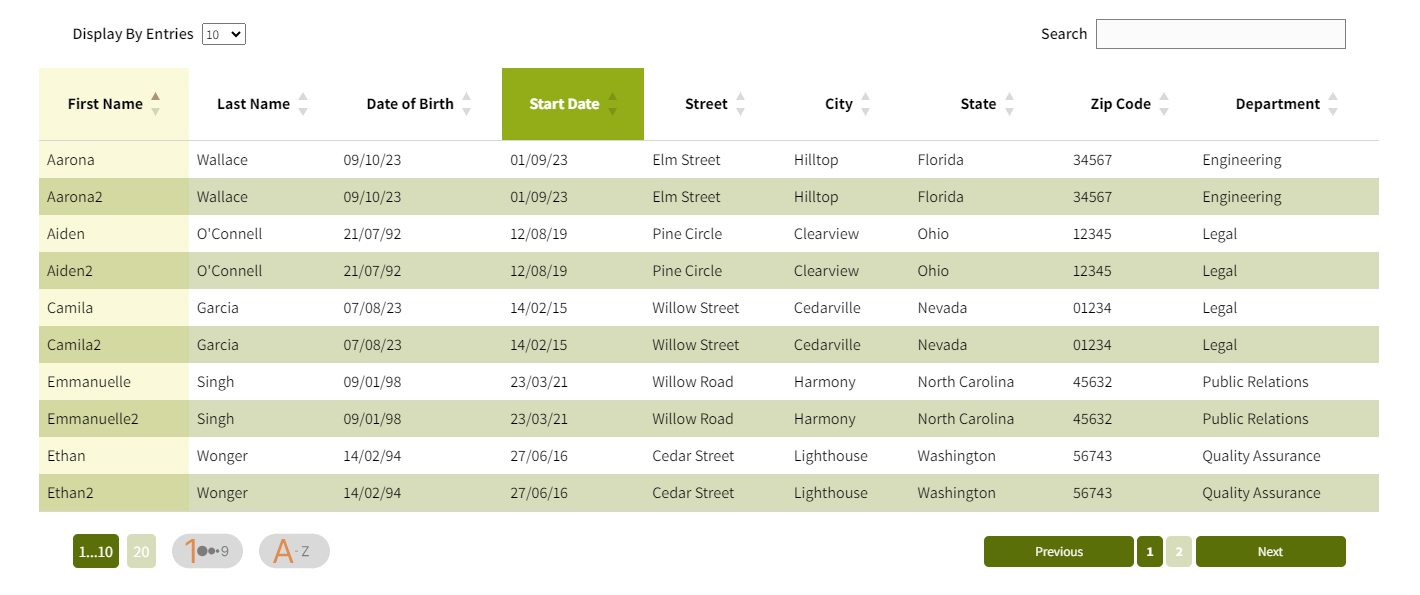 Display By Entries 10 Search
First Name Last Name Date of Birth Start Date Street City State Zip Code Department
Aarona Wallace 09/10/23 01/09/23 Elm Street Hilltop Florida 34567 Engineering
Aarona2 Wallace 09/10/23 01/09/23 Elm Street Hilltop Florida 34567 Engineering
Aiden O'Connell 21/07/92 12/08/19 Pine Circle Clearview Ohio 12345 Legal
Aiden2 O'Connell 21/07/92 12/08/19 Pine Circle Clearview Ohio 12345 Legal
Camila Garcia 07/08/23 14/02/15 Willow Street Cedarville Nevada 01234 Legal
Camila2 Garcia 07/08/23 14/02/15 Willow Street Cedarville Nevada 01234 Legal
Emmanuelle Singh 09/01/98 23/03/21 Willow Road Harmony North Carolina 45632 Public Relations
Emmanuelle2 Singh 09/01/98 23/03/21 Willow Road Harmony North Carolina 45632 Public Relations
Ethan Wonger 14/02/94 27/06/16 Cedar Street Lighthouse Washington 56743 Quality Assurance
Ethan2 Wonger 14/02/94 27/06/16 Cedar Street Lighthouse Washington 56743 Quality Assurance
1...10 20 1●●•9 A-Z Previous 1 2 Next